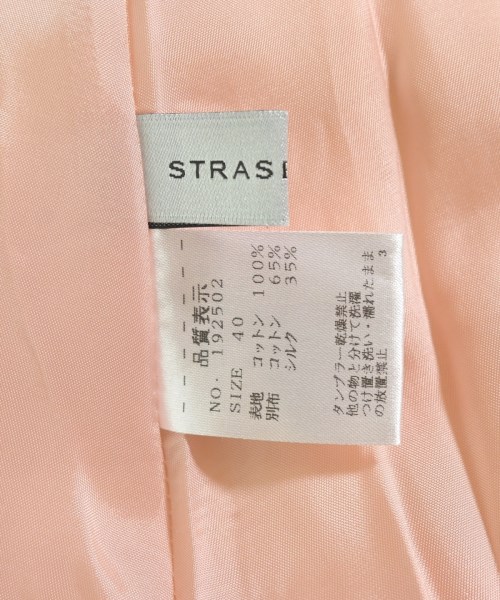 STRASB
品質表示
NO. 192502
SIZE 40
表地 コットン 100%
別布 コットン 65%
シルク 35%
タンブラー乾燥禁止
他の物と分けて洗濯
つけ置き洗い・濡れたまま
の放置禁止
3